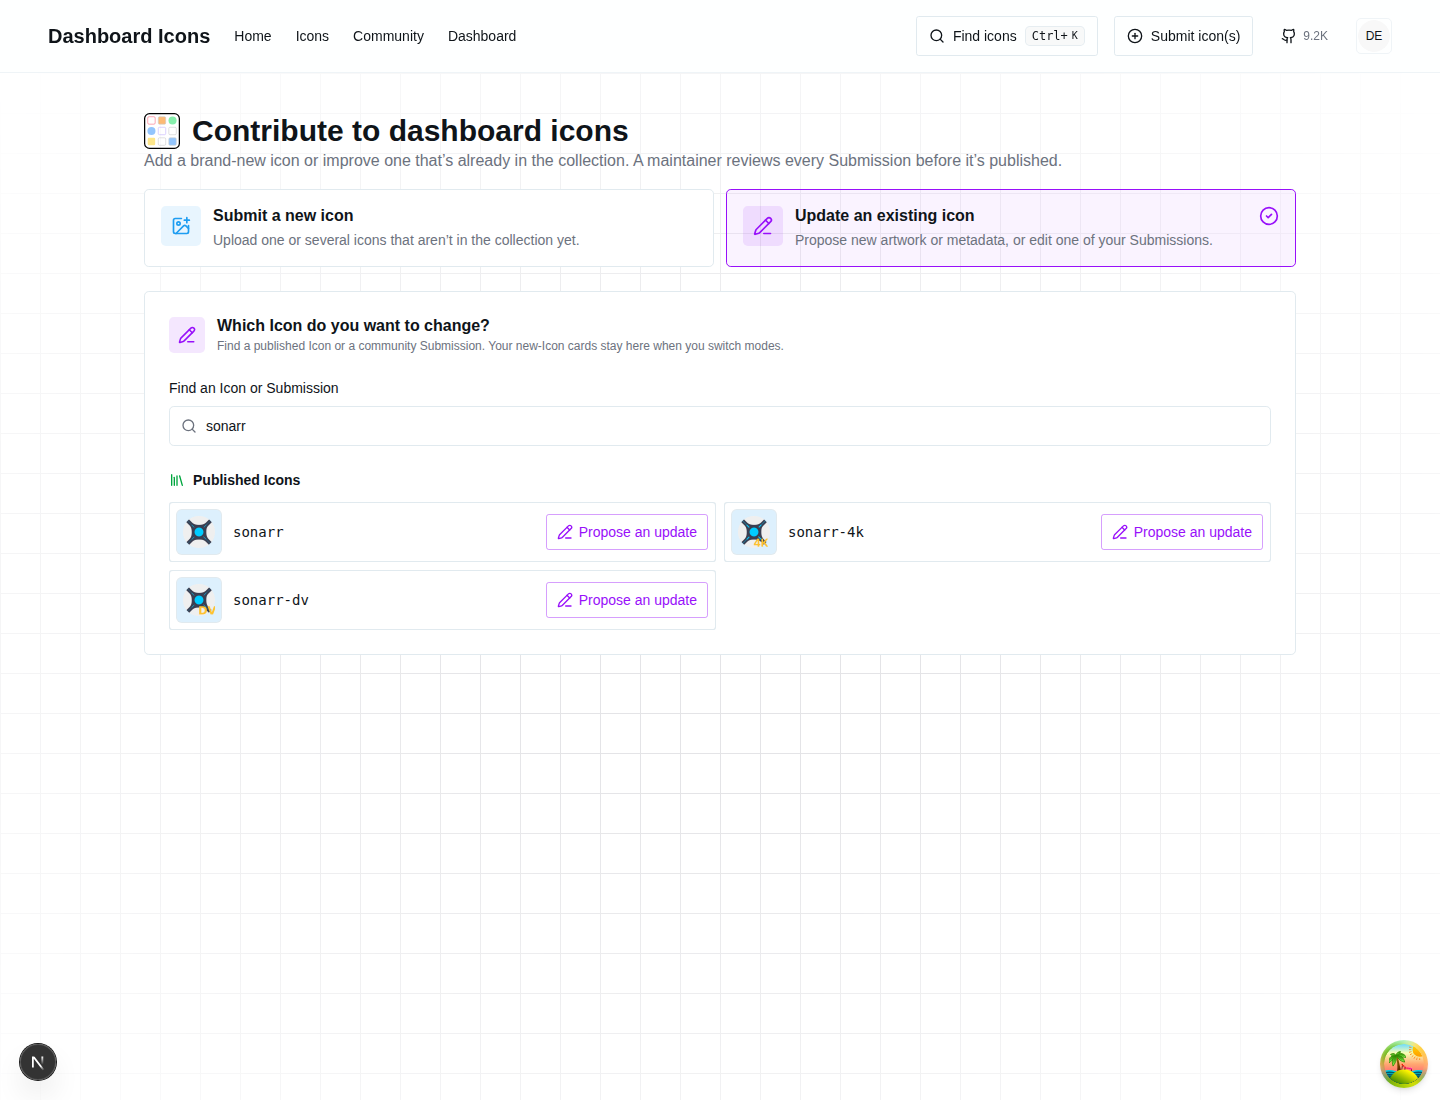 Dashboard Icons Home Icons Community Dashboard Find icons Ctrl+ K Submit icon(s) 9.2K DE
Contribute to dashboard icons
Add a brand-new icon or improve one that’s already in the collection. A maintainer reviews every Submission before it’s published.
Submit a new icon
Upload one or several icons that aren’t in the collection yet.
Update an existing icon
Propose new artwork or metadata, or edit one of your Submissions.
Which Icon do you want to change?
Find a published Icon or a community Submission. Your new-Icon cards stay here when you switch modes.
Find an Icon or Submission
sonarr
Published Icons
sonarr Propose an update
4K sonarr-4k Propose an update
DV sonarr-dv Propose an update
N